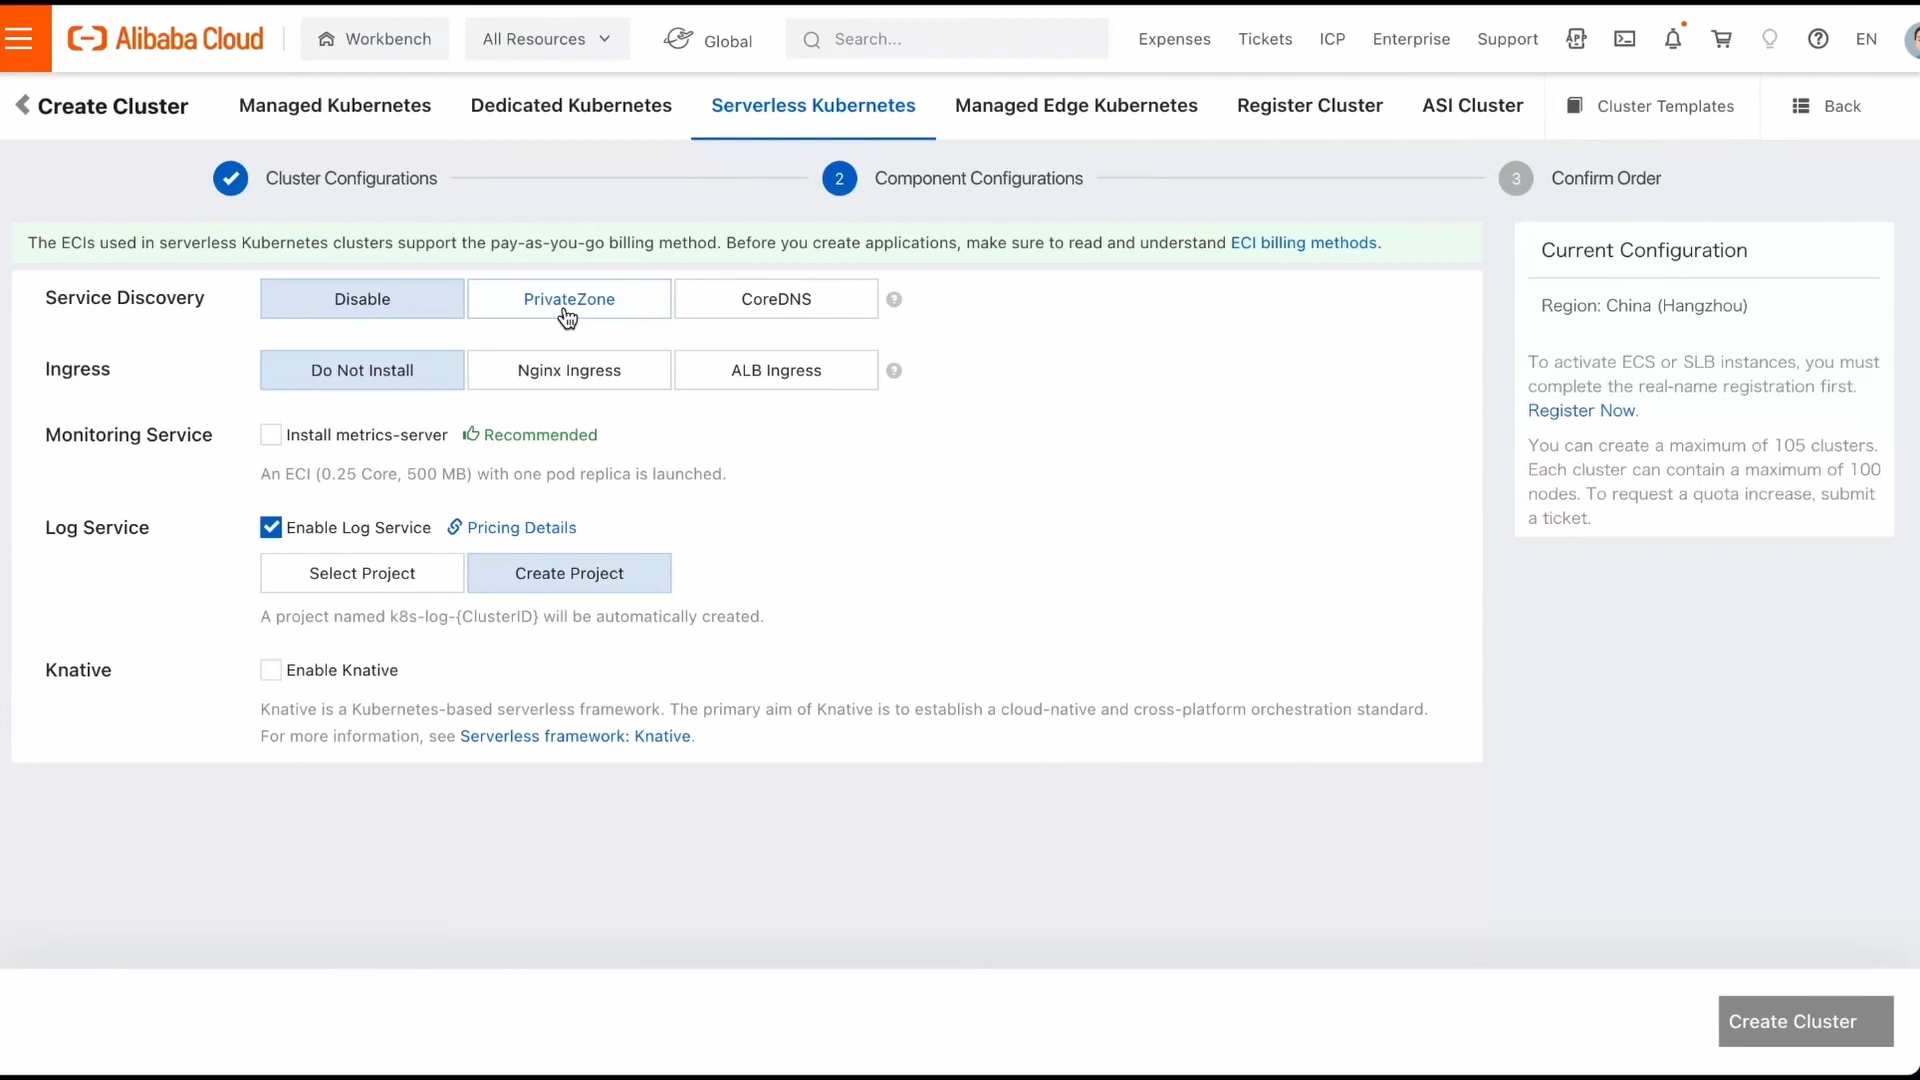 Alibaba Cloud
Workbench
All Resources
Global
Search...
Expenses
Tickets
ICP
Enterprise
Support
EN
Create Cluster
Managed Kubernetes
Dedicated Kubernetes
Serverless Kubernetes
Managed Edge Kubernetes
Register Cluster
ASI Cluster
Cluster Templates
Back
Cluster Configurations
2
Component Configurations
3
Confirm Order
The ECIs used in serverless Kubernetes clusters support the pay-as-you-go billing method. Before you create applications, make sure to read and understand ECI billing methods.
Service Discovery
Disable
PrivateZone
CoreDNS
Ingress
Do Not Install
Nginx Ingress
ALB Ingress
Monitoring Service
Install metrics-server
Recommended
An ECI (0.25 Core, 500 MB) with one pod replica is launched.
Log Service
Enable Log Service
Pricing Details
Select Project
Create Project
A project named k8s-log-{ClusterID} will be automatically created.
Knative
Enable Knative
Knative is a Kubernetes-based serverless framework. The primary aim of Knative is to establish a cloud-native and cross-platform orchestration standard.
For more information, see Serverless framework: Knative.
Current Configuration
Region: China (Hangzhou)
To activate ECS or SLB instances, you must
complete the real-name registration first.
Register Now.
You can create a maximum of 105 clusters.
Each cluster can contain a maximum of 100
nodes. To request a quota increase, submit
a ticket.
Create Cluster